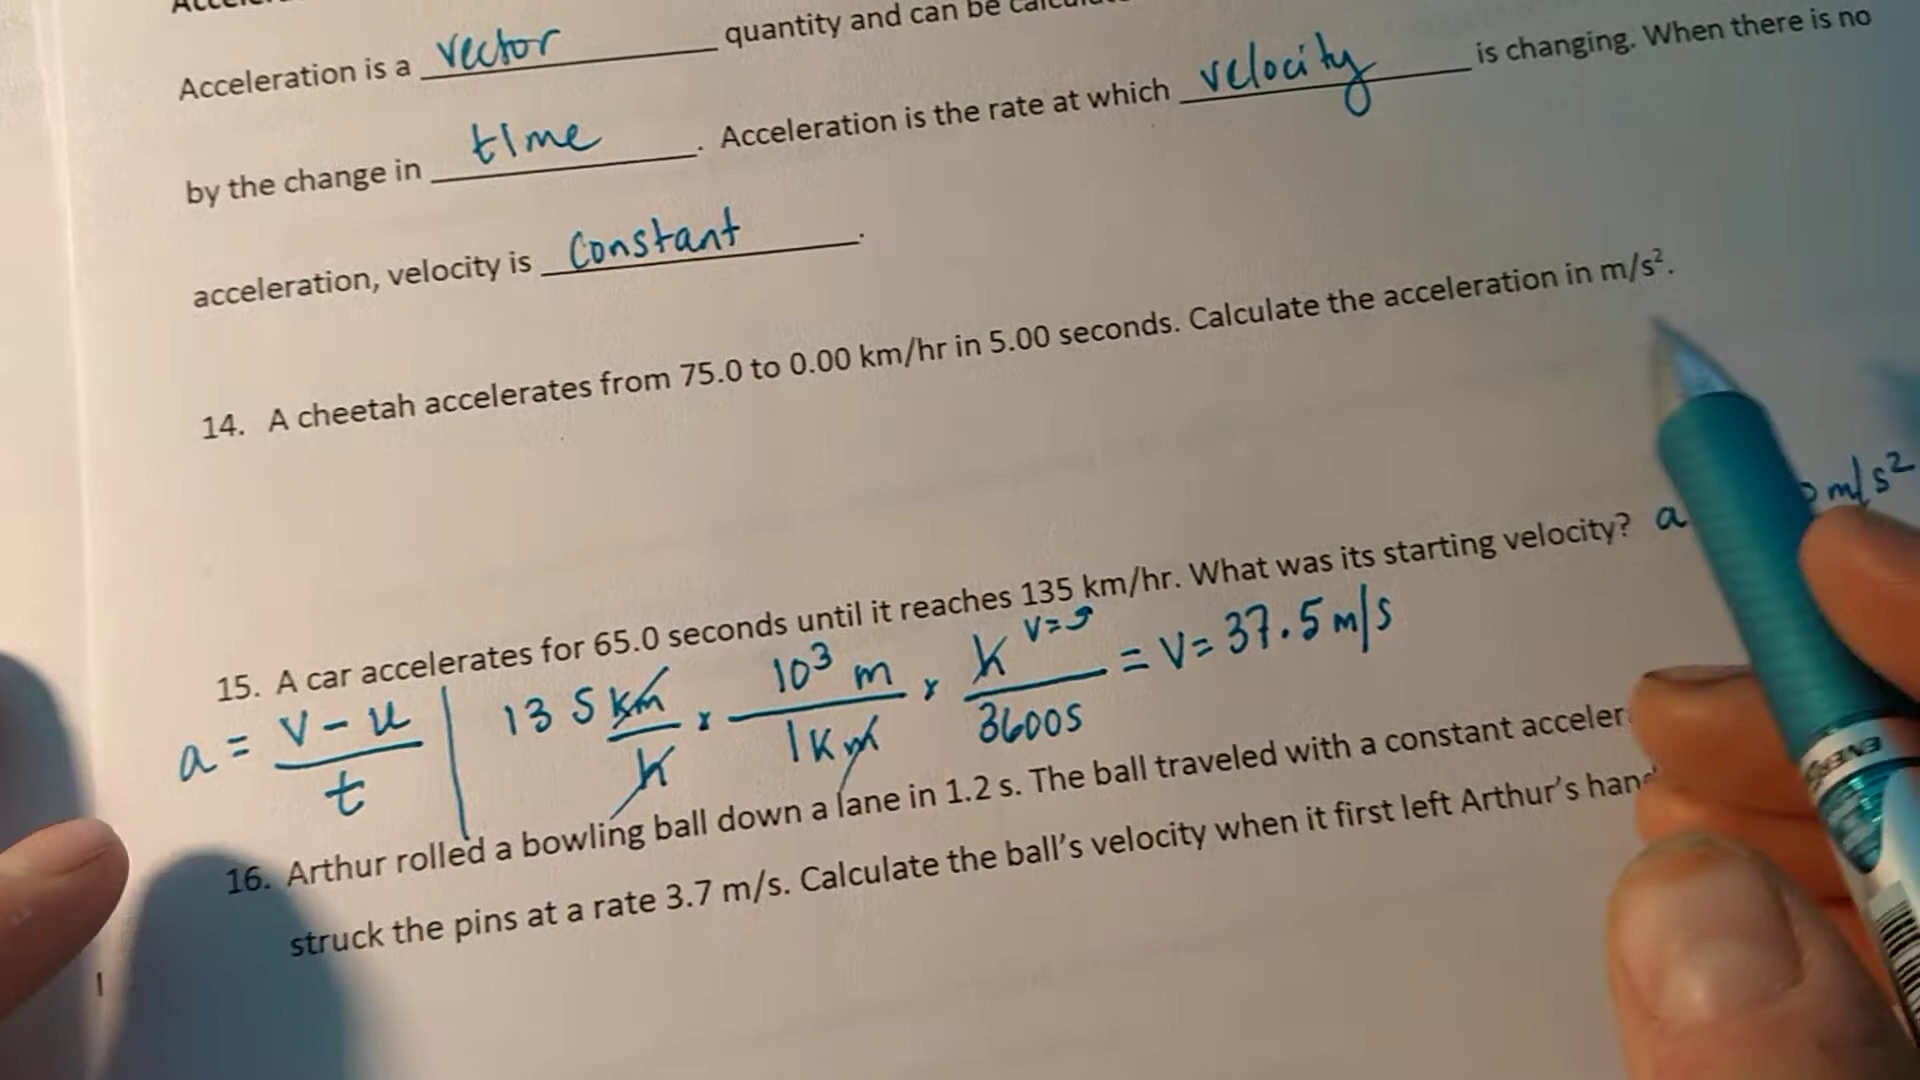 Acceleration is a vector quantity and can be
by the change in time. Acceleration is the rate at which velocity is changing. When there is no
acceleration, velocity is constant.
14. A cheetah accelerates from 75.0 to 0.00 km/hr in 5.00 seconds. Calculate the acceleration in m/s².
m/s²
15. A car accelerates for 65.0 seconds until it reaches 135 km/hr. What was its starting velocity? a
v=
a = v - u / t | 135 km/h x 10³ m / 1 km x h / 3600s = v = 37.5 m/s
16. Arthur rolled a bowling ball down a lane in 1.2 s. The ball traveled with a constant
struck the pins at a rate 3.7 m/s. Calculate the ball's velocity when it first left Arthur's